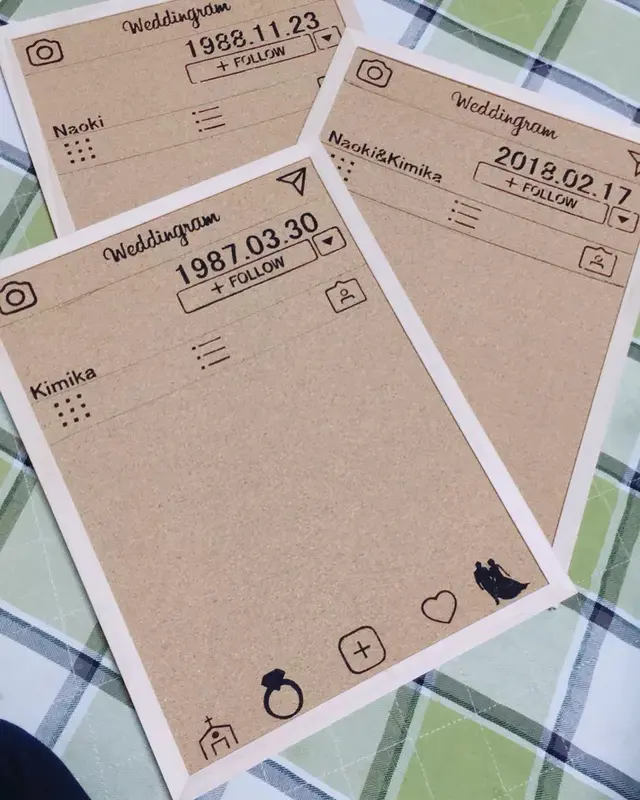 Weddingram
1988.11.23
+ FOLLOW
Naoki
Weddingram
2018.02.17
+ FOLLOW
Naoki&Kimika
Weddingram
1987.03.30
+ FOLLOW
Kimika